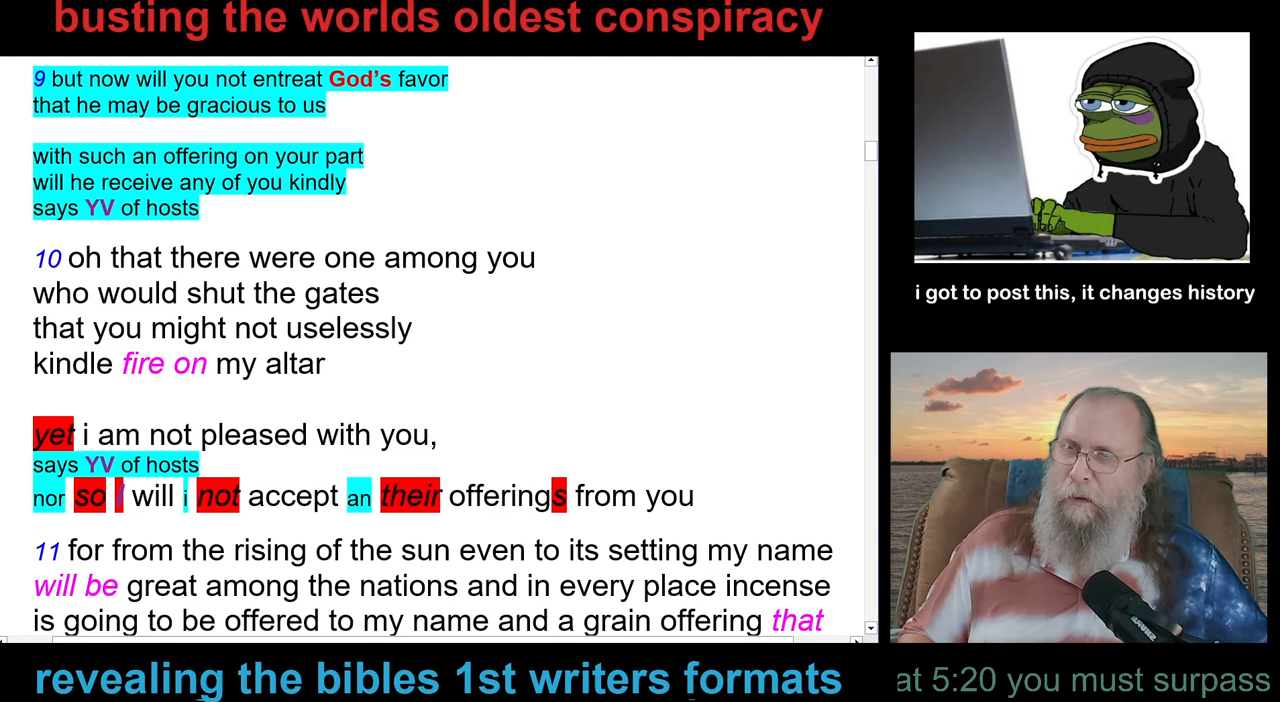 busting the worlds oldest conspiracy
9 but now will you not entreat God's favor
that he may be gracious to us
with such an offering on your part
will he receive any of you kindly
says YV of hosts
10 oh that there were one among you
who would shut the gates
that you might not uselessly
kindle fire on my altar
yet i am not pleased with you,
says YV of hosts
nor so I will i not accept an their offerings from you
11 for from the rising of the sun even to its setting my name
will be great among the nations and in every place incense
is going to be offered to my name and a grain offering that
i got to post this, it changes history
revealing the bibles 1st writers formats
at 5:20 you must surpass